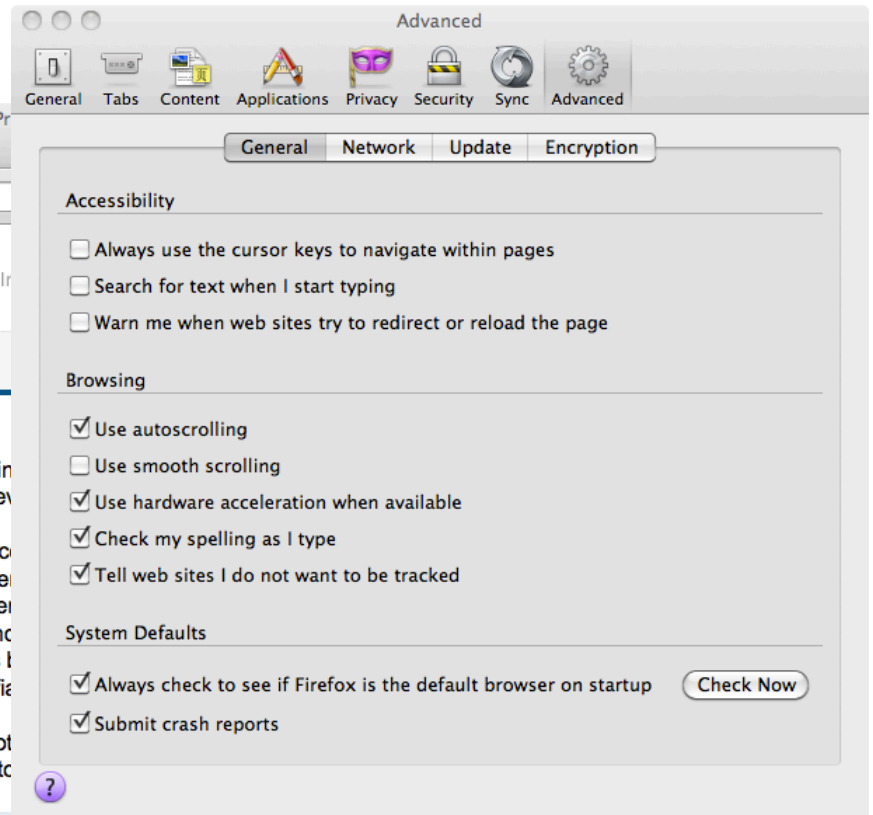 Advanced
General Tabs Content Applications Privacy Security Sync Advanced
General Network Update Encryption
Accessibility
Always use the cursor keys to navigate within pages
Search for text when I start typing
Warn me when web sites try to redirect or reload the page
Browsing
Use autoscrolling
Use smooth scrolling
Use hardware acceleration when available
Check my spelling as I type
Tell web sites I do not want to be tracked
System Defaults
Always check to see if Firefox is the default browser on startup Check Now
Submit crash reports
?